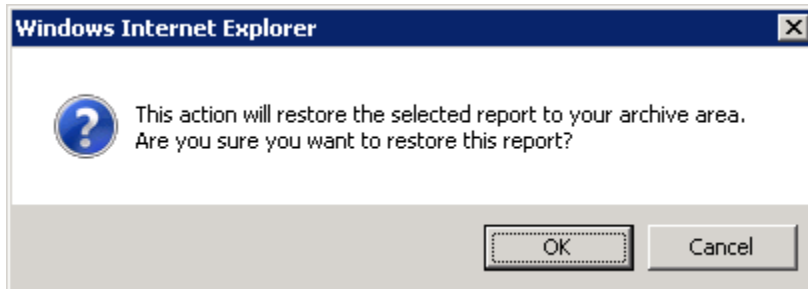 Windows Internet Explorer
This action will restore the selected report to your archive area.
Are you sure you want to restore this report?
OK
Cancel